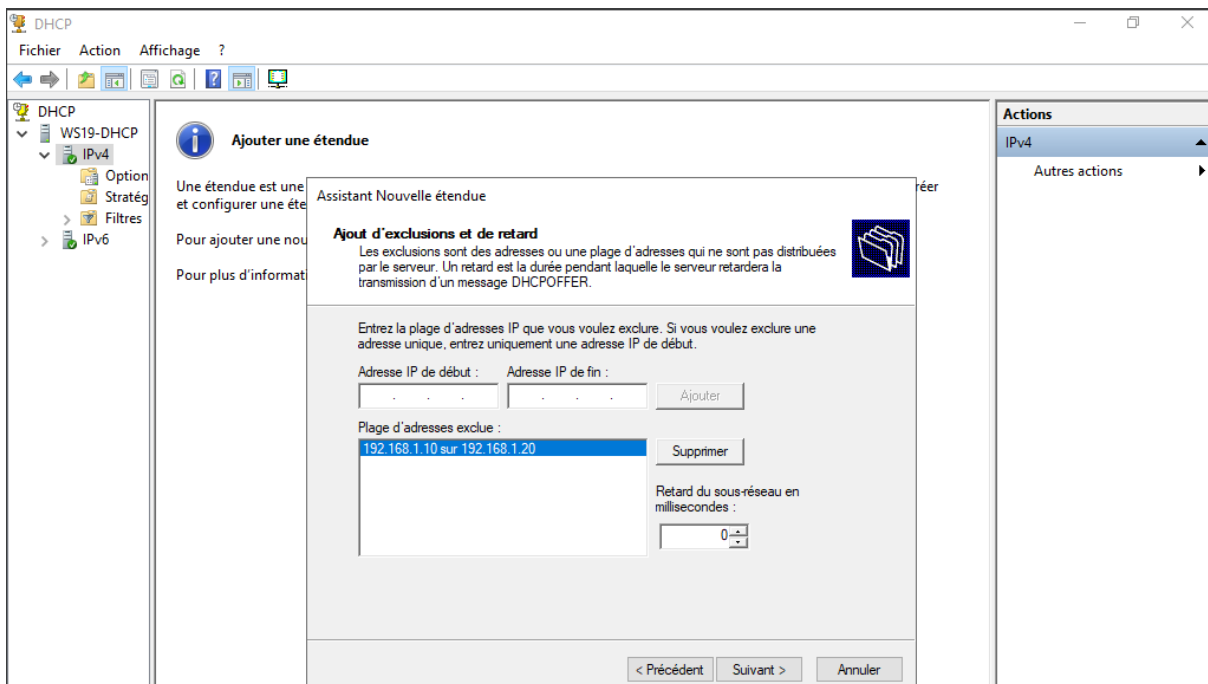 DHCP
Fichier Action Affichage ?
DHCP
WS19-DHCP
IPv4
Option
Stratég
Filtres
IPv6
Ajouter une étendue
Une étendue est une
réer
et configurer une éte
Pour ajouter une nou
Pour plus d'informati
Assistant Nouvelle étendue
Ajout d'exclusions et de retard
Les exclusions sont des adresses ou une plage d'adresses qui ne sont pas distribuées
par le serveur. Un retard est la durée pendant laquelle le serveur retardera la
transmission d'un message DHCPOFFER.
Entrez la plage d'adresses IP que vous voulez exclure. Si vous voulez exclure une
adresse unique, entrez uniquement une adresse IP de début.
Adresse IP de début : Adresse IP de fin :
. . . . . . Ajouter
Plage d'adresses exclue :
192.168.1.10 sur 192.168.1.20
Supprimer
Retard du sous-réseau en
millisecondes :
0
< Précédent Suivant > Annuler
Actions
IPv4
Autres actions